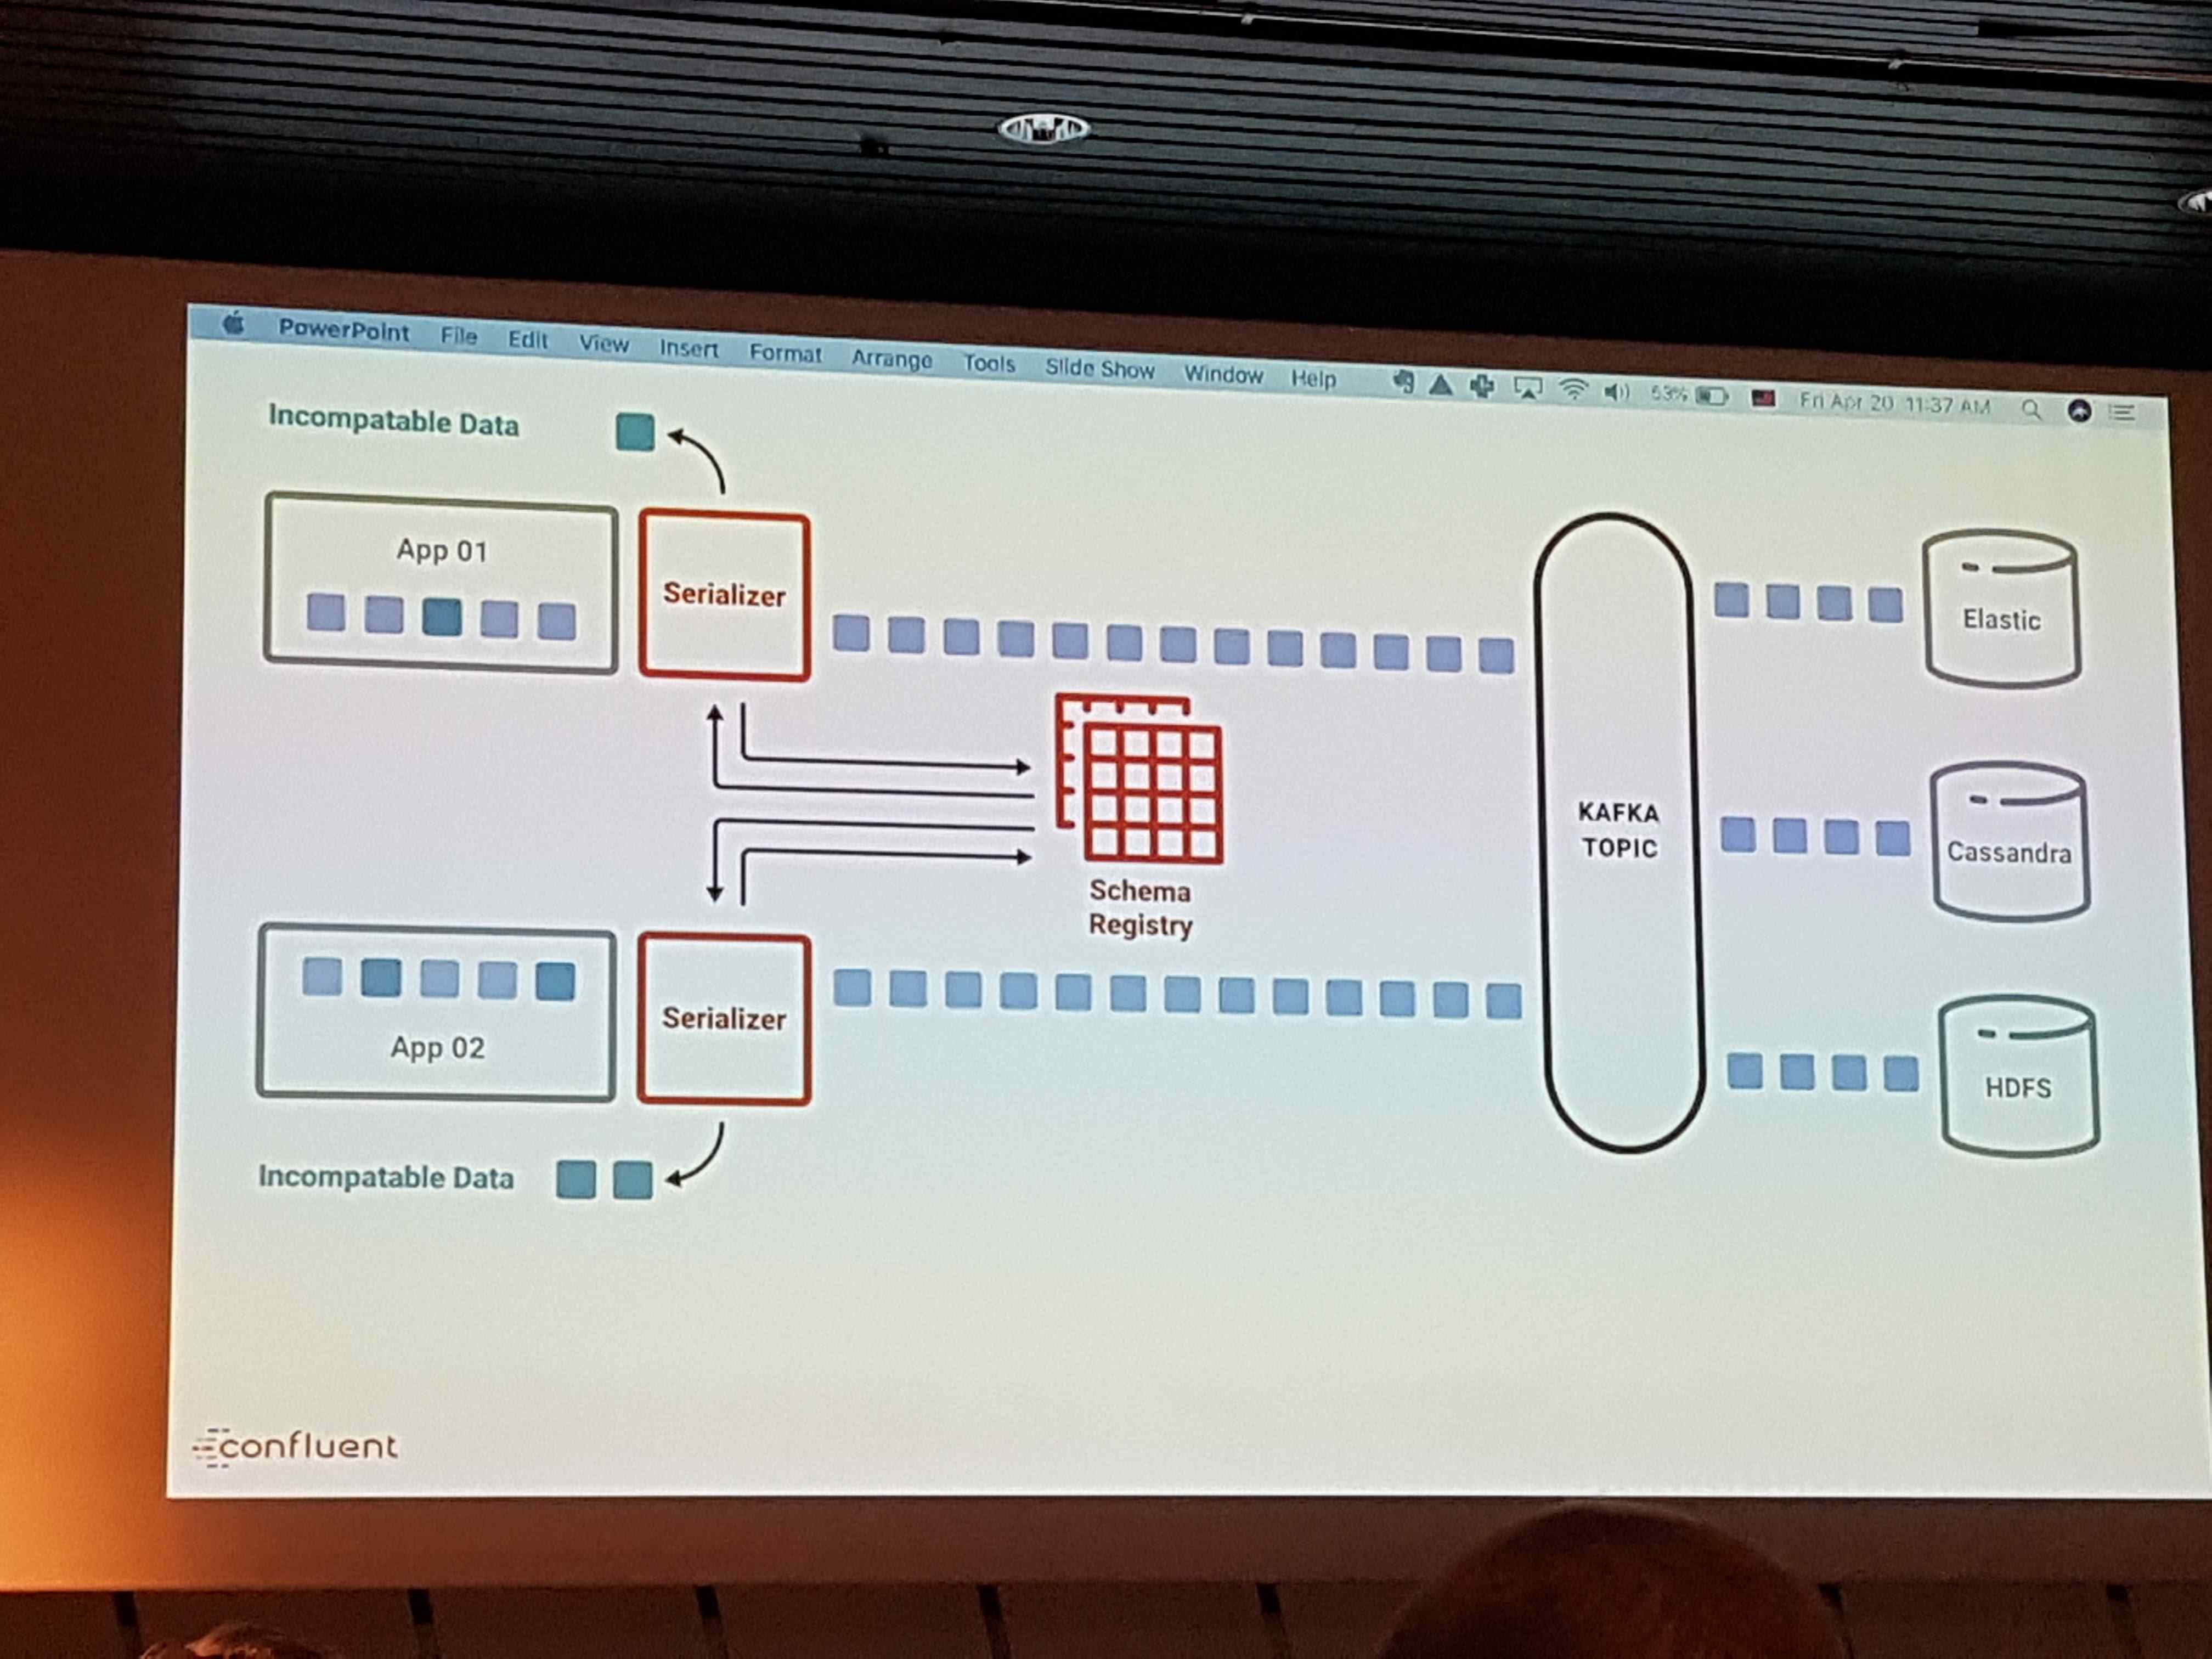 PowerPoint File Edit View Insert Format Arrange Tools Slide Show Window Help 53% Fri Apr 20 11:37 AM
Incompatable Data
App 01
Serializer
Elastic
KAFKA
TOPIC
Cassandra
Schema
Registry
Serializer
App 02
HDFS
Incompatable Data
confluent